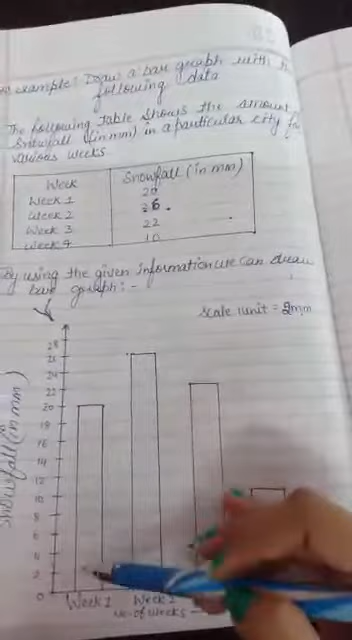 example: Draw a bar graph with
following data
The following Table shows the amount
Snowfall (in mm) in a particular city for
various weeks
Week Snowfall (in mm)
Week 1 20
Week 2 26
Week 3 22
Week 4 10
By using the given information we can draw
bar graph:-
Scale 1 unit = 2mm
28
26
24
22
20
18
16
14
12
10
8
6
4
2
0
Snowfall (in mm)
Week 1 Week 2
no. of weeks